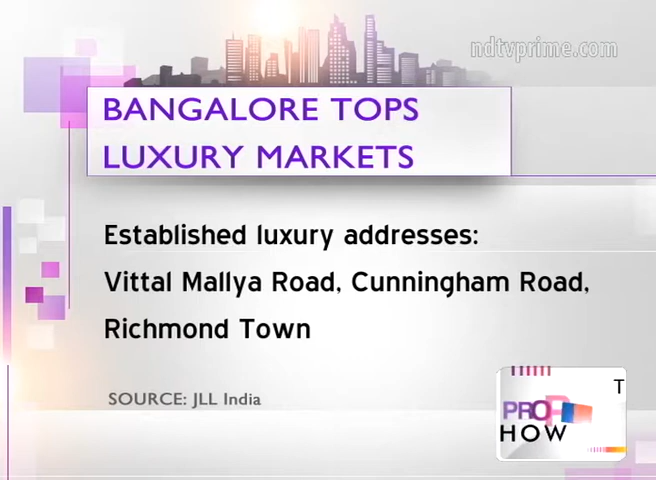 ndtvprime.com
BANGALORE TOPS
LUXURY MARKETS
Established luxury addresses:
Vittal Mallya Road, Cunningham Road,
Richmond Town
SOURCE: JLL India
T
PROP
HOW